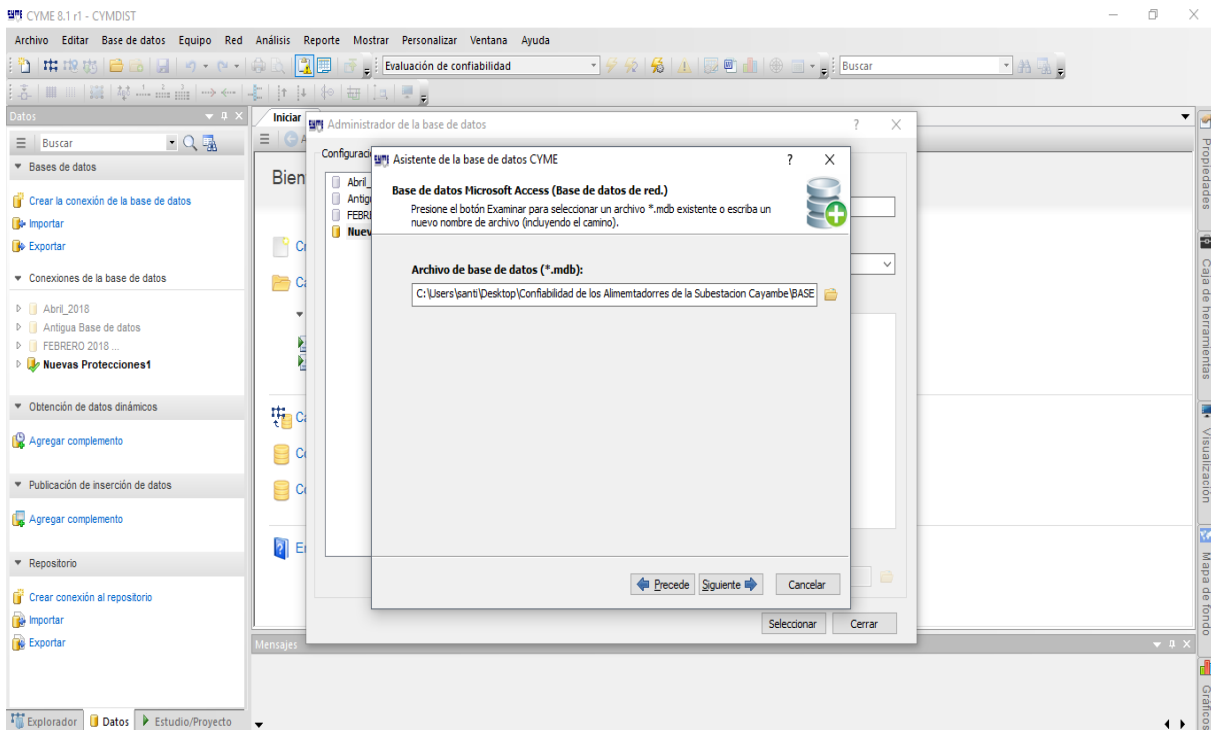 CYME 8.1 r1 - CYMDIST
Archivo Editar Base de datos Equipo Red Análisis Reporte Mostrar Personalizar Ventana Ayuda
Evaluación de confiabilidad
Buscar
Datos
Buscar
Bases de datos
Crear la conexión de la base de datos
Importar
Exportar
Conexiones de la base de datos
Abril_2018
Antigua Base de datos
FEBRERO 2018 ...
Nuevas Protecciones1
Obtención de datos dinámicos
Agregar complemento
Publicación de inserción de datos
Agregar complemento
Repositorio
Crear conexión al repositorio
Importar
Exportar
Explorador Datos Estudio/Proyecto
Iniciar
Bien
Administrador de la base de datos
?
Configuraci
Abril_
Antig
FEBRE
Nuev
Asistente de la base de datos CYME
?
Base de datos Microsoft Access (Base de datos de red.)
Presione el botón Examinar para seleccionar un archivo *.mdb existente o escriba un
nuevo nombre de archivo (incluyendo el camino).
Archivo de base de datos (*.mdb):
C:\Users\santi\Desktop\Confiabilidad de los Alimemtadorres de la Subestacion Cayambe\BASE
Precede Siguiente Cancelar
Seleccionar Cerrar
Mensajes
Propiedades
Caja de herramientas
Visualización
Mapa de fondo
Gráficos